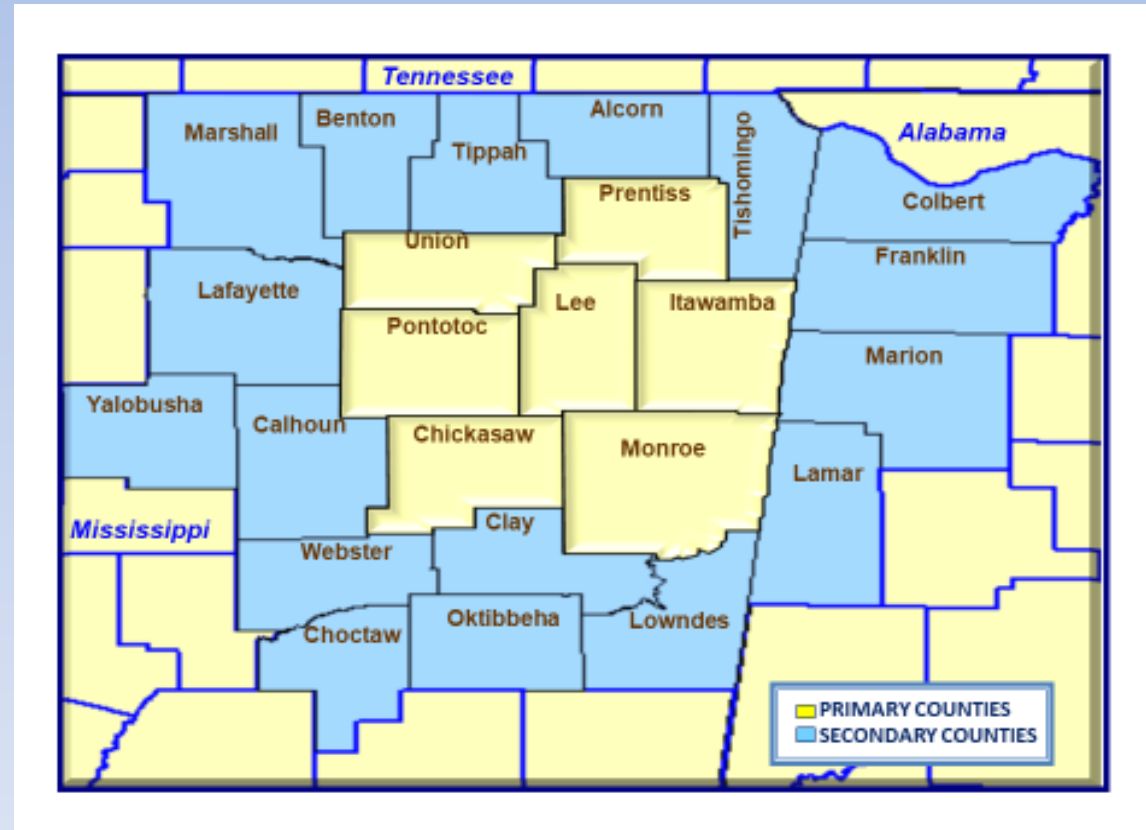 Tennessee
Alcorn
Benton
Marshall
Alabama
Tippah
Tishomingo
Prentiss
Colbert
Union
Franklin
Lafayette
Lee
Itawamba
Pontotoc
Marion
Yalobusha
Calhoun
Chickasaw
Monroe
Lamar
Clay
Mississippi
Webster
Oktibbeha
Lowndes
Choctaw
PRIMARY COUNTIES
SECONDARY COUNTIES